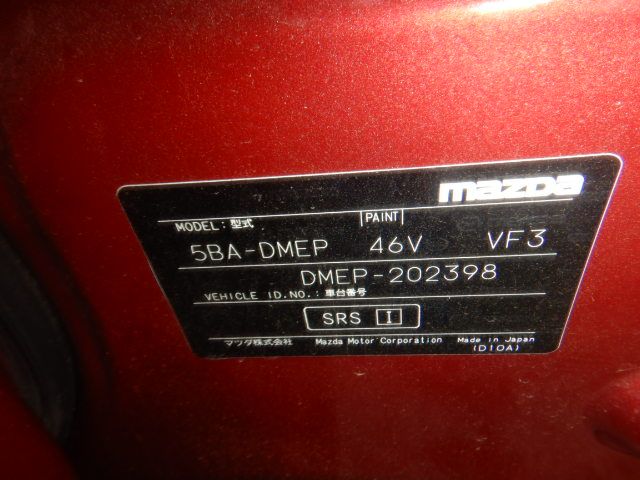 mazda
MODEL:型式 PAINT
5BA-DMEP 46V VF3
DMEP-202398
VEHICLE ID.NO.:車台番号
SRS I
マツダ株式会社 Mazda Motor Corporation Made in Japan
(D10A)